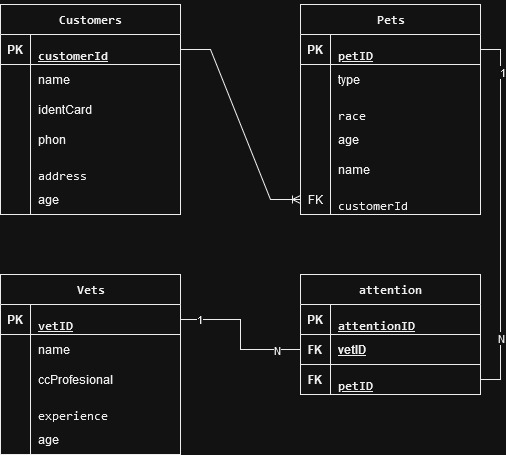 Customers
PK customerId
name
identCard
phon
address
age
Pets
PK petID
type
race
age
name
FK customerId
1
N
Vets
PK vetID
name
ccProfesional
experience
age
1
N
attention
PK attentionID
FK vetID
FK petID